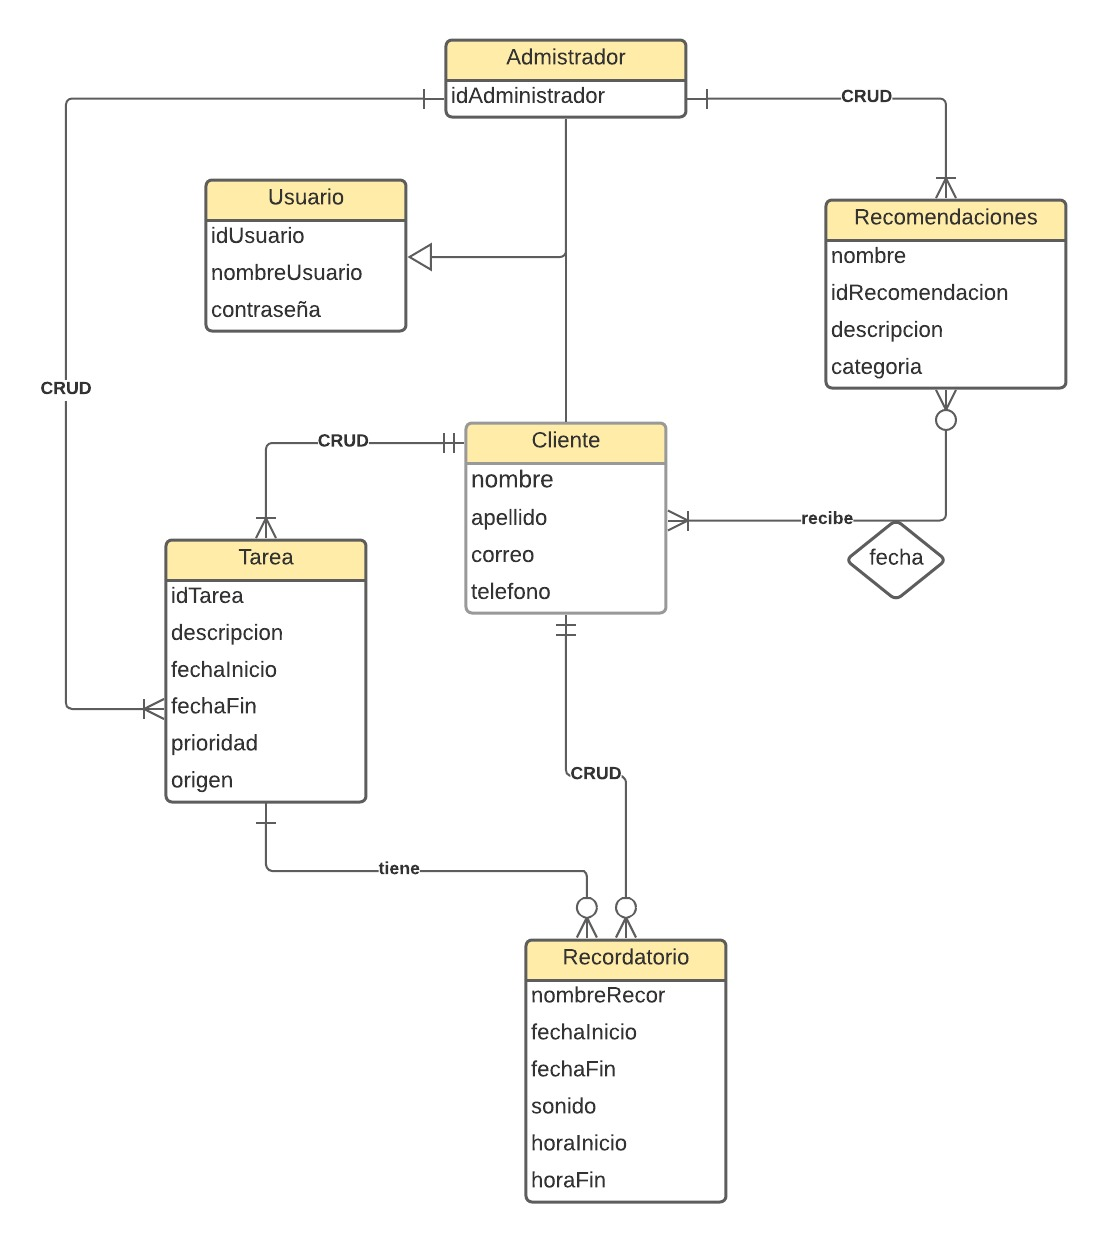 Admistrador
idAdministrador
CRUD
Usuario
idUsuario
nombreUsuario
contraseña
Recomendaciones
nombre
idRecomendacion
descripcion
categoria
CRUD
CRUD
Cliente
nombre
apellido
correo
telefono
recibe
fecha
Tarea
idTarea
descripcion
fechaInicio
fechaFin
prioridad
origen
CRUD
tiene
Recordatorio
nombreRecor
fechaInicio
fechaFin
sonido
horaInicio
horaFin